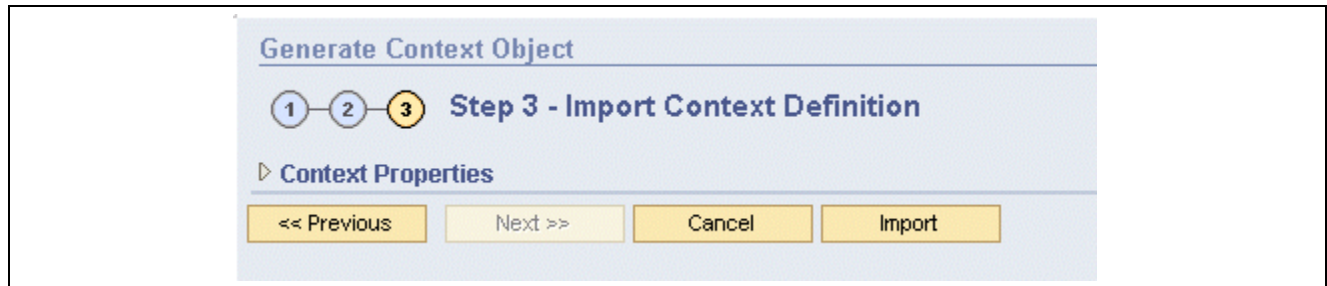 Generate Context Object
1 2 3 Step 3 - Import Context Definition
Context Properties
<< Previous Next >> Cancel Import